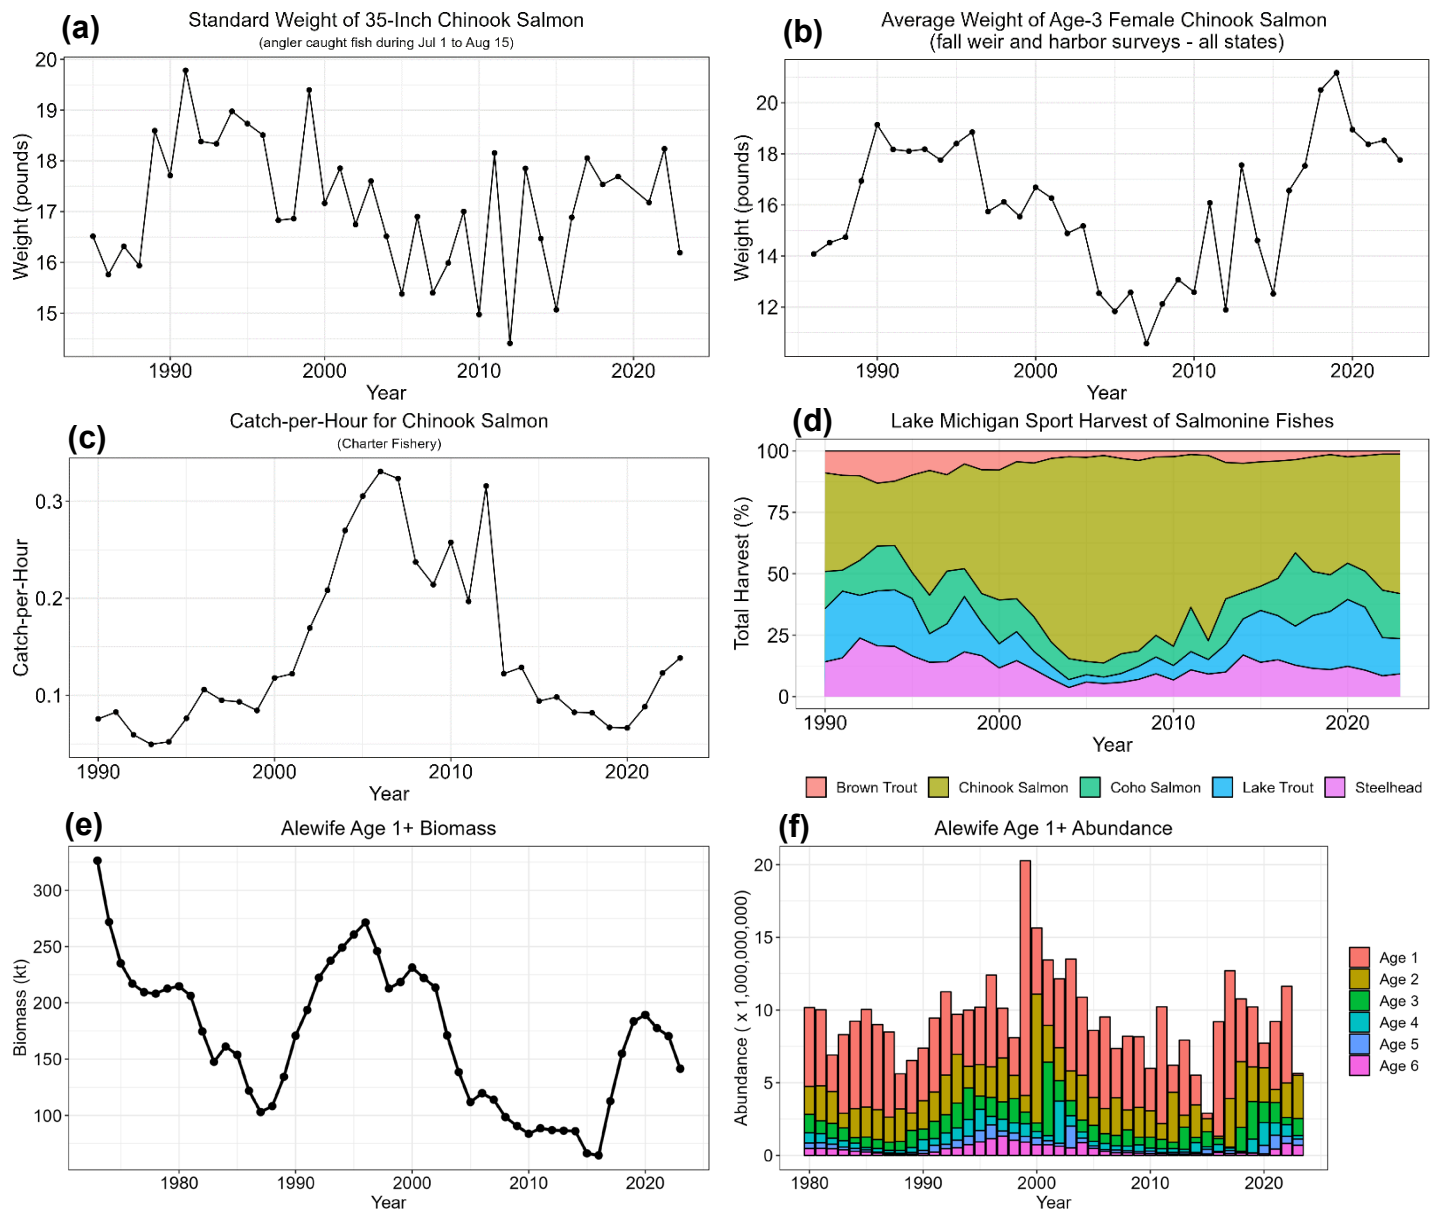 (a)
Standard Weight of 35-Inch Chinook Salmon
(angler caught fish during Jul 1 to Aug 15)
Weight (pounds)
20
19
18
17
16
15
1990
2000
2010
2020
Year
(b)
Average Weight of Age-3 Female Chinook Salmon
(fall weir and harbor surveys - all states)
Weight (pounds)
20
18
16
14
12
1990
2000
2010
2020
Year
(c)
Catch-per-Hour for Chinook Salmon
(Charter Fishery)
Catch-per-Hour
0.3
0.2
0.1
1990
2000
2010
2020
Year
(d)
Lake Michigan Sport Harvest of Salmonine Fishes
Total Harvest (%)
100
75
50
25
0
1990
2000
2010
2020
Year
Brown Trout
Chinook Salmon
Coho Salmon
Lake Trout
Steelhead
(e)
Alewife Age 1+ Biomass
Biomass (kt)
300
250
200
150
100
1980
1990
2000
2010
2020
Year
(f)
Alewife Age 1+ Abundance
Abundance ( x 1,000,000,000)
20
15
10
5
0
1980
1990
2000
2010
2020
Year
Age 1
Age 2
Age 3
Age 4
Age 5
Age 6